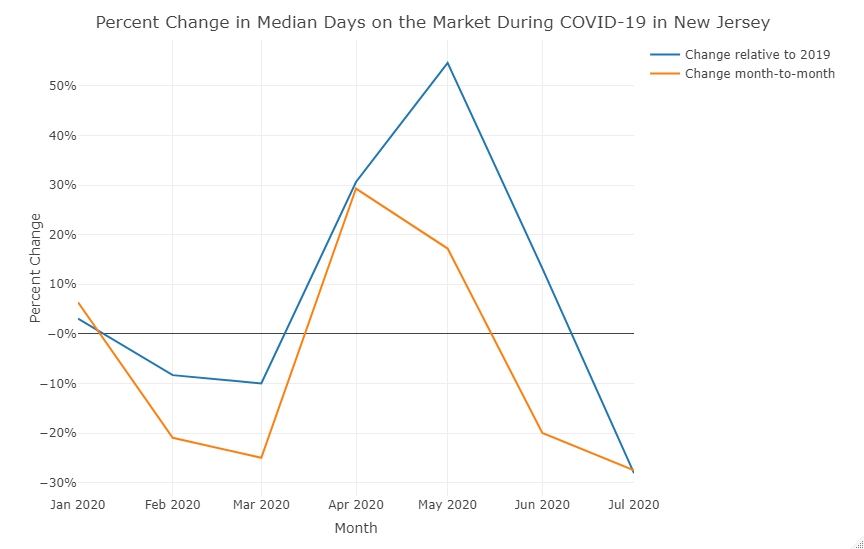 Percent Change in Median Days on the Market During COVID-19 in New Jersey
Change relative to 2019
Change month-to-month
50%
40%
30%
20%
10%
−0%
−10%
−20%
−30%
Percent Change
Jan 2020
Feb 2020
Mar 2020
Apr 2020
May 2020
Jun 2020
Jul 2020
Month